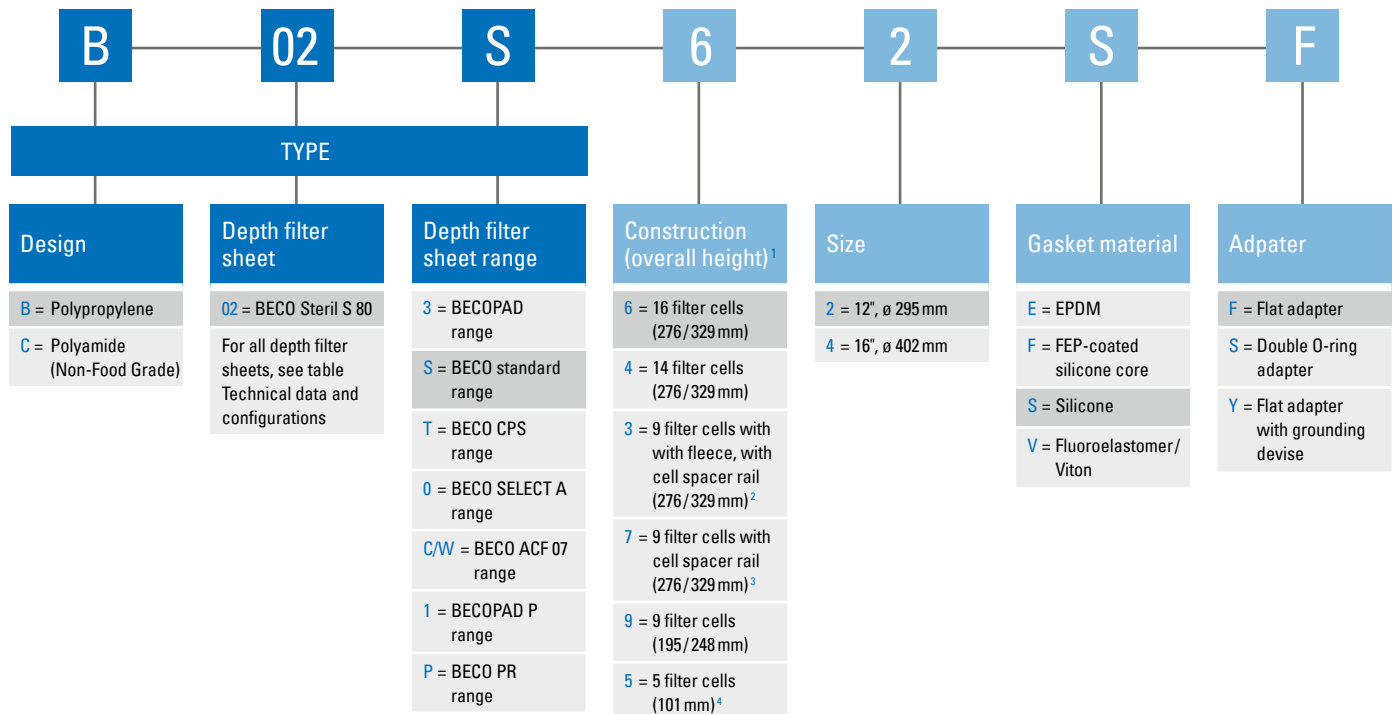 B
02
S
6
2
S
F
TYPE
Design
B = Polypropylene
C = Polyamide
(Non-Food Grade)
Depth filter
sheet
02 = BECO Steril S 80
For all depth filter
sheets, see table
Technical data and
configurations
Depth filter
sheet range
3 = BECOPAD
range
S = BECO standard
range
T = BECO CPS
range
0 = BECO SELECT A
range
C/W = BECO ACF 07
range
1 = BECOPAD P
range
P = BECO PR
range
Construction
(overall height) 1
6 = 16 filter cells
(276/329 mm)
4 = 14 filter cells
(276/329 mm)
3 = 9 filter cells with
with fleece, with
cell spacer rail
(276/329 mm) 2
7 = 9 filter cells with
cell spacer rail
(276/329 mm) 3
9 = 9 filter cells
(195/248 mm)
5 = 5 filter cells
(101 mm) 4
Size
2 = 12", ø 295 mm
4 = 16", ø 402 mm
Gasket material
E = EPDM
F = FEP-coated
silicone core
S = Silicone
V = Fluoroelastomer/
Viton
Adpater
F = Flat adapter
S = Double O-ring
adapter
Y = Flat adapter
with grounding
devise